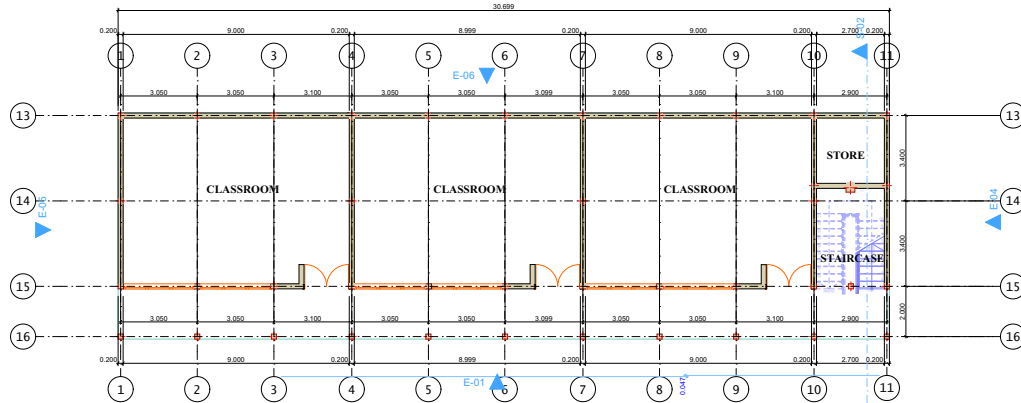 30.699
0.200 9.000 0.200 8.999 0.200 9.000 0.200 2.700 0.200
S-02
1 2 3 4 5 6 7 8 9 10 11
E-06
3.050 3.050 3.100 3.050 3.050 3.099 3.050 3.050 3.100 2.900
13 13
3.400
STORE
CLASSROOM CLASSROOM CLASSROOM
14 14
E-05 E-04
3.400
STAIRCASE
15 15
2.000
3.050 3.050 3.100 3.050 3.050 3.099 3.050 3.050 3.100 2.900
16 16
0.200 9.000 0.200 8.999 0.200 9.000 0.200 2.700 0.200
E-01
0.047
1 2 3 4 5 6 7 8 9 10 11